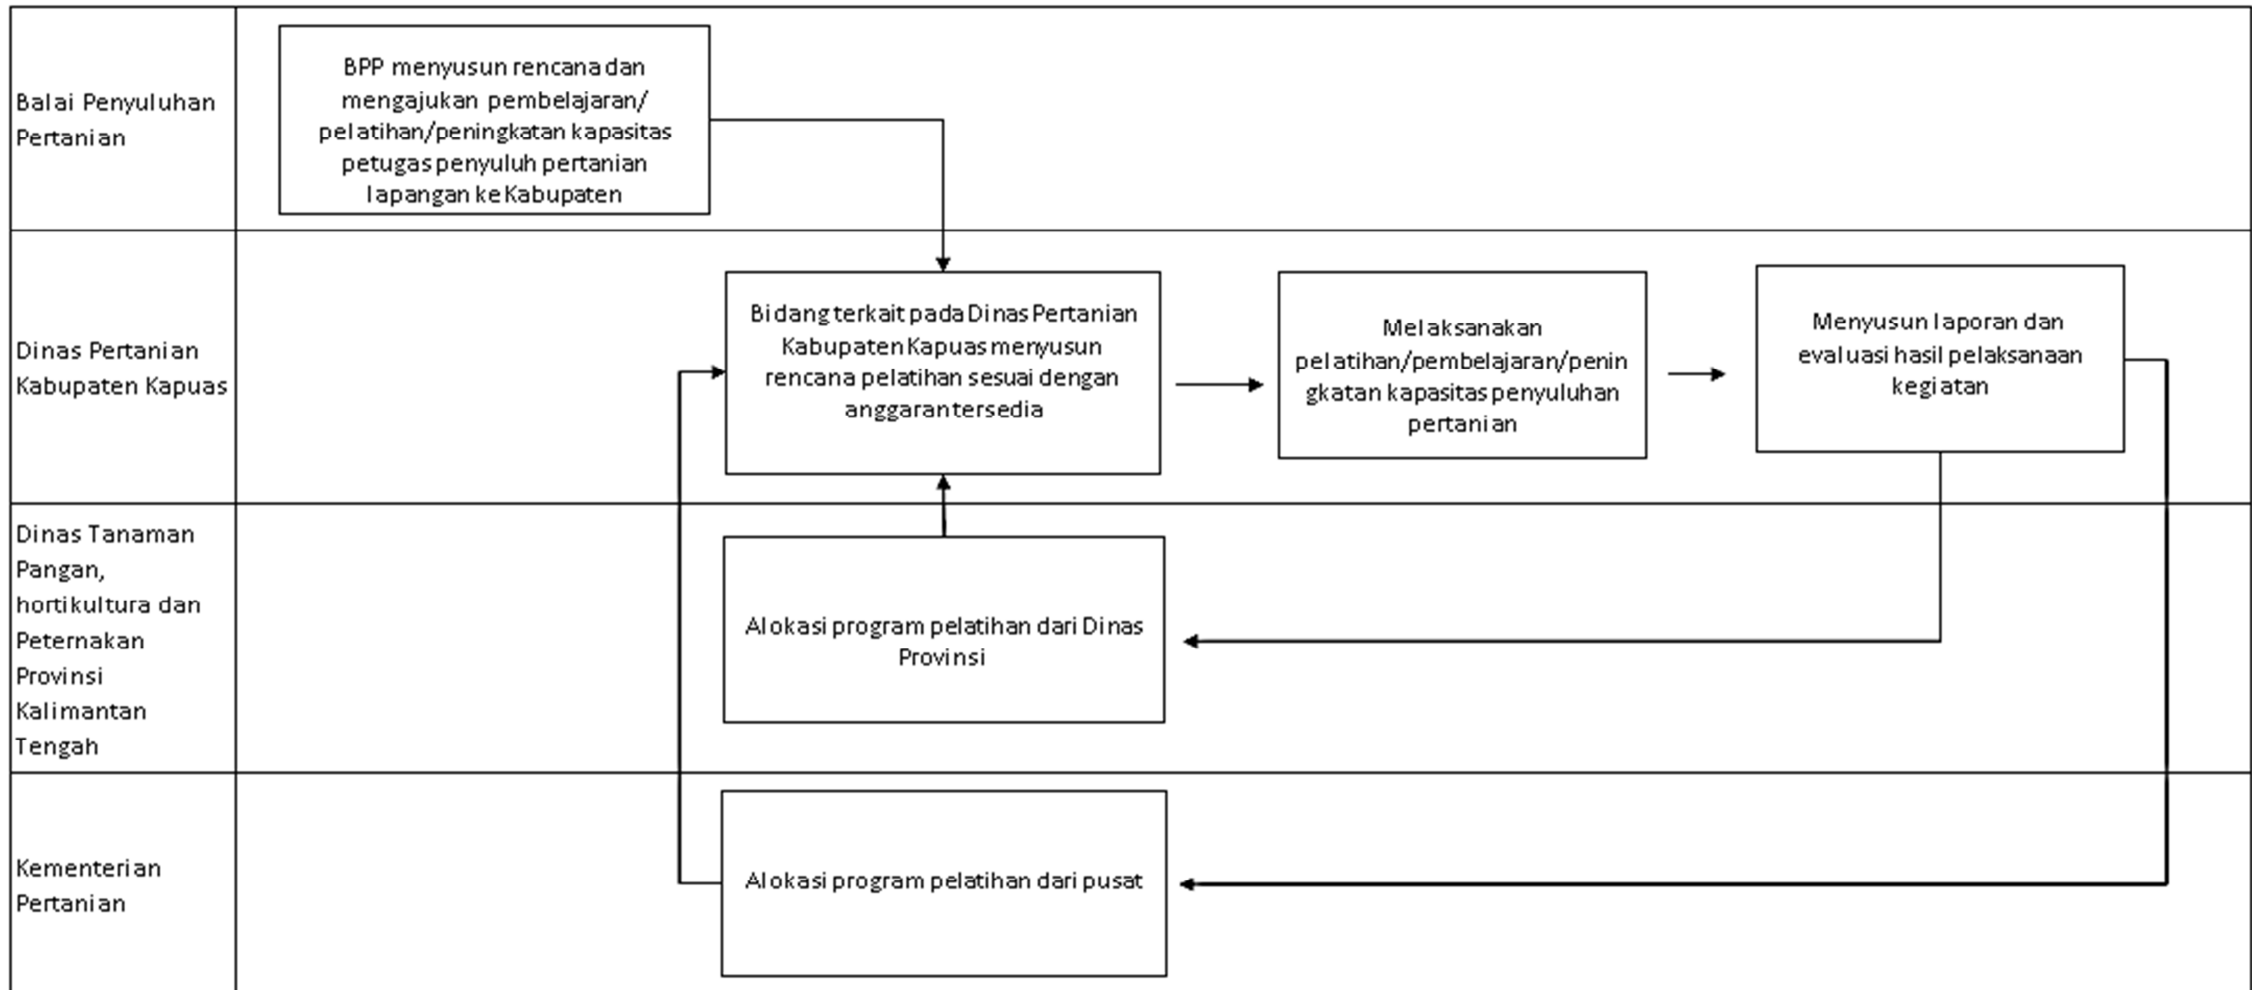 Balai Penyuluhan
Pertanian
BPP menyusun rencana dan
mengajukan pembelajaran/
pelatihan/peningkatan kapasitas
petugas penyuluh pertanian
lapangan ke Kabupaten
Dinas Pertanian
Kabupaten Kapuas
Bidang terkait pada Dinas Pertanian
Kabupaten Kapuas menyusun
rencana pelatihan sesuai dengan
anggaran tersedia
Melaksanakan
pelatihan/pembelajaran/penin
gkatan kapasitas penyuluhan
pertanian
Menyusun laporan dan
evaluasi hasil pelaksanaan
kegiatan
Dinas Tanaman
Pangan,
hortikultura dan
Peternakan
Provinsi
Kalimantan
Tengah
Alokasi program pelatihan dari Dinas
Provinsi
Kementerian
Pertanian
Alokasi program pelatihan dari pusat